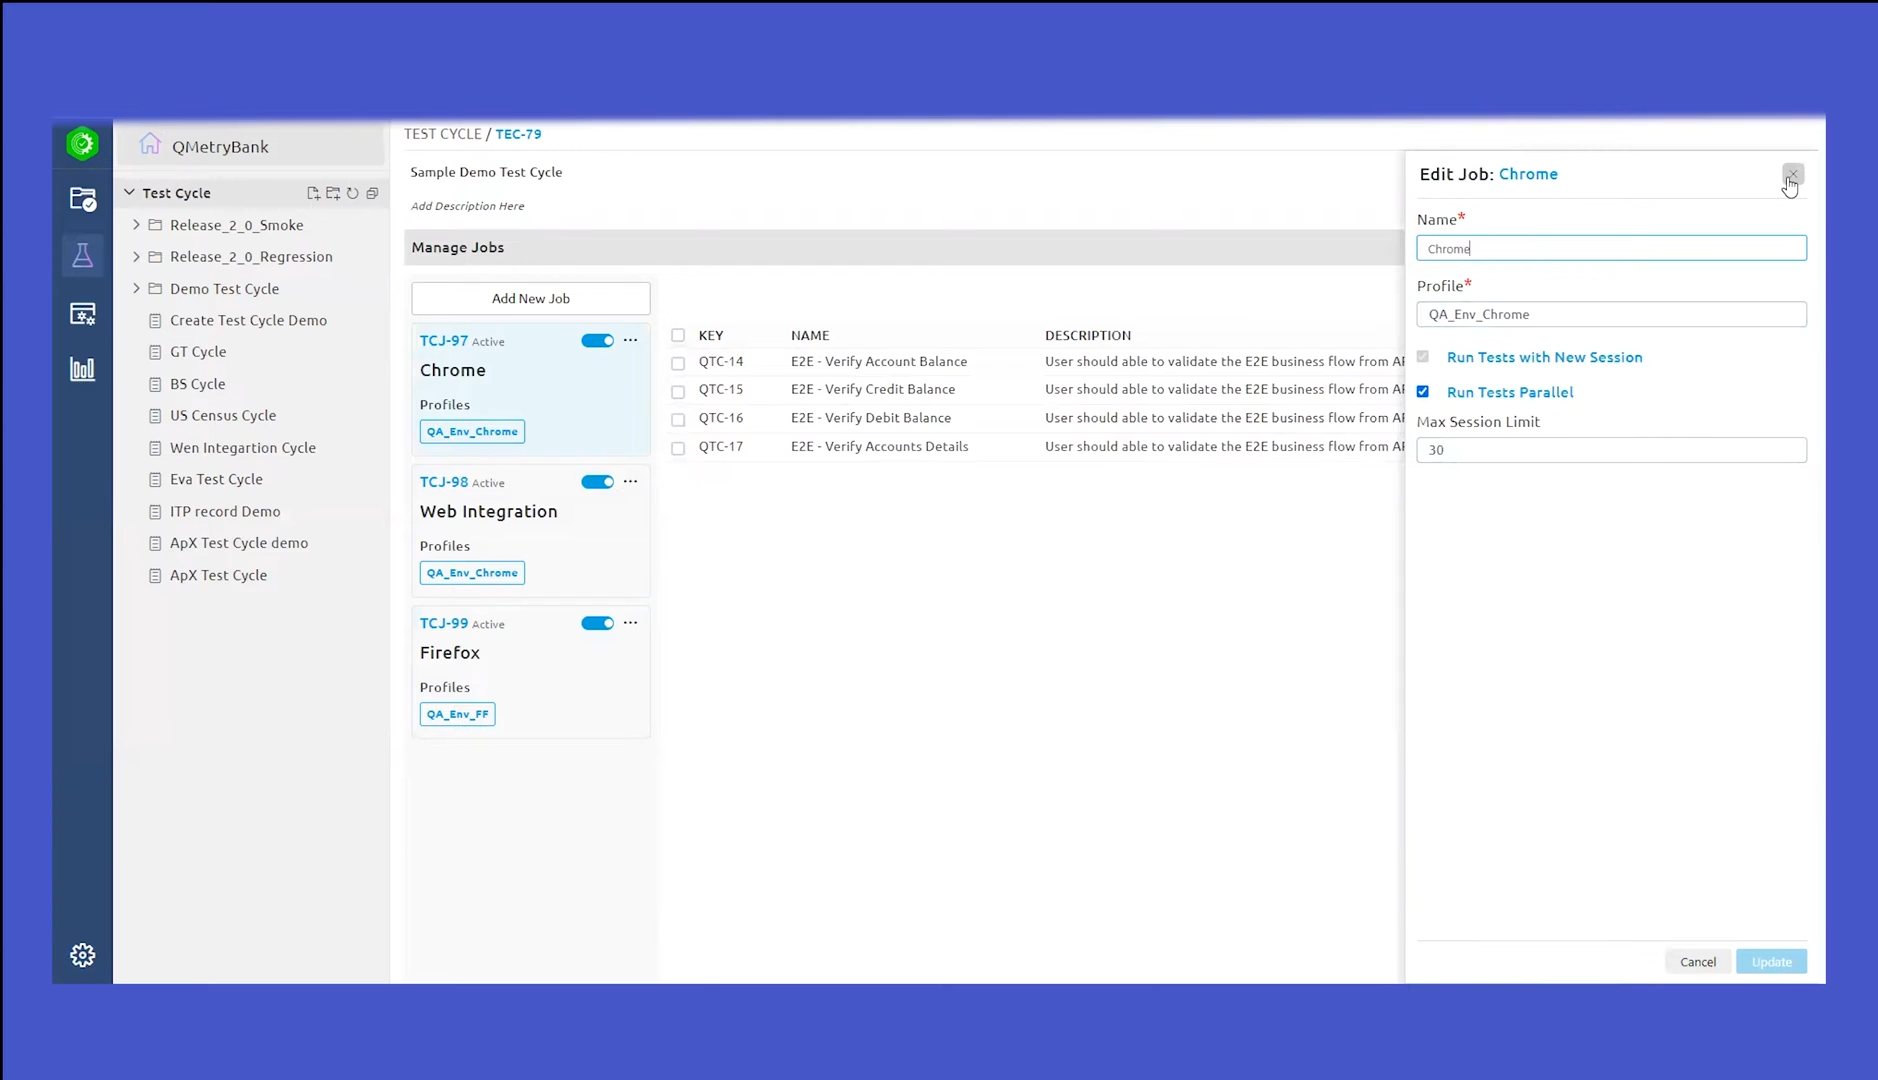 QMetryBank
Test Cycle
Release_2_0_Smoke
Release_2_0_Regression
Demo Test Cycle
Create Test Cycle Demo
GT Cycle
BS Cycle
US Census Cycle
Wen Integartion Cycle
Eva Test Cycle
ITP record Demo
ApX Test Cycle demo
ApX Test Cycle
TEST CYCLE / TEC-79
Sample Demo Test Cycle
Add Description Here
Manage Jobs
Add New Job
TCJ-97 Active
Chrome
Profiles
QA_Env_Chrome
TCJ-98 Active
Web Integration
Profiles
QA_Env_Chrome
TCJ-99 Active
Firefox
Profiles
QA_Env_FF
KEY NAME DESCRIPTION
QTC-14 E2E - Verify Account Balance User should able to validate the E2E business flow from
QTC-15 E2E - Verify Credit Balance User should able to validate the E2E business flow from
QTC-16 E2E - Verify Debit Balance User should able to validate the E2E business flow from
QTC-17 E2E - Verify Accounts Details User should able to validate the E2E business flow from
Edit Job: Chrome
Name*
Chrome
Profile*
QA_Env_Chrome
Run Tests with New Session
Run Tests Parallel
Max Session Limit
30
Cancel Update